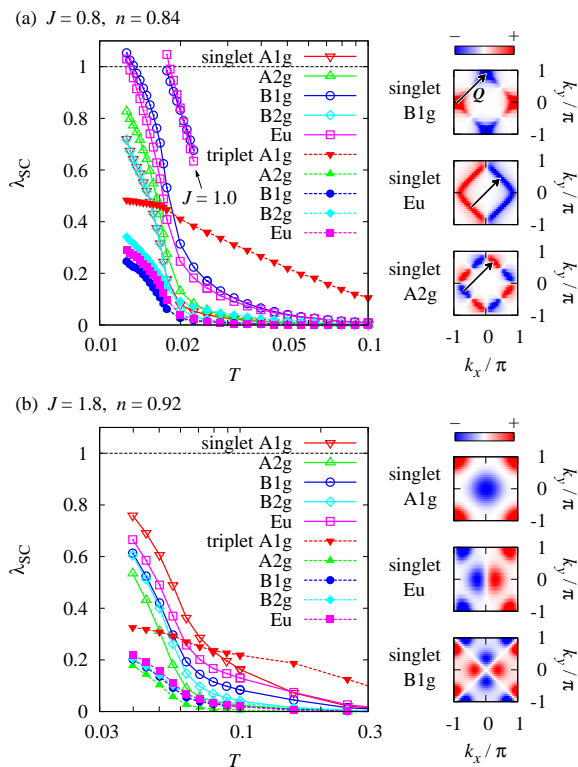 (a) J = 0.8, n = 0.84
λSC
1
0.8
0.6
0.4
0.2
0
0.01
0.02
0.05
0.1
T
singlet A1g
A2g
B1g
B2g
Eu
triplet A1g
A2g
B1g
B2g
Eu
J = 1.0
− +
singlet
B1g
Q
1
0
-1
ky / π
singlet
Eu
1
0
-1
ky / π
singlet
A2g
1
0
-1
ky / π
-1 0 1
kx / π
(b) J = 1.8, n = 0.92
λSC
1
0.8
0.6
0.4
0.2
0
0.03
0.1
0.3
T
singlet A1g
A2g
B1g
B2g
Eu
triplet A1g
A2g
B1g
B2g
Eu
− +
singlet
A1g
1
0
-1
ky / π
singlet
Eu
1
0
-1
ky / π
singlet
B1g
1
0
-1
ky / π
-1 0 1
kx / π